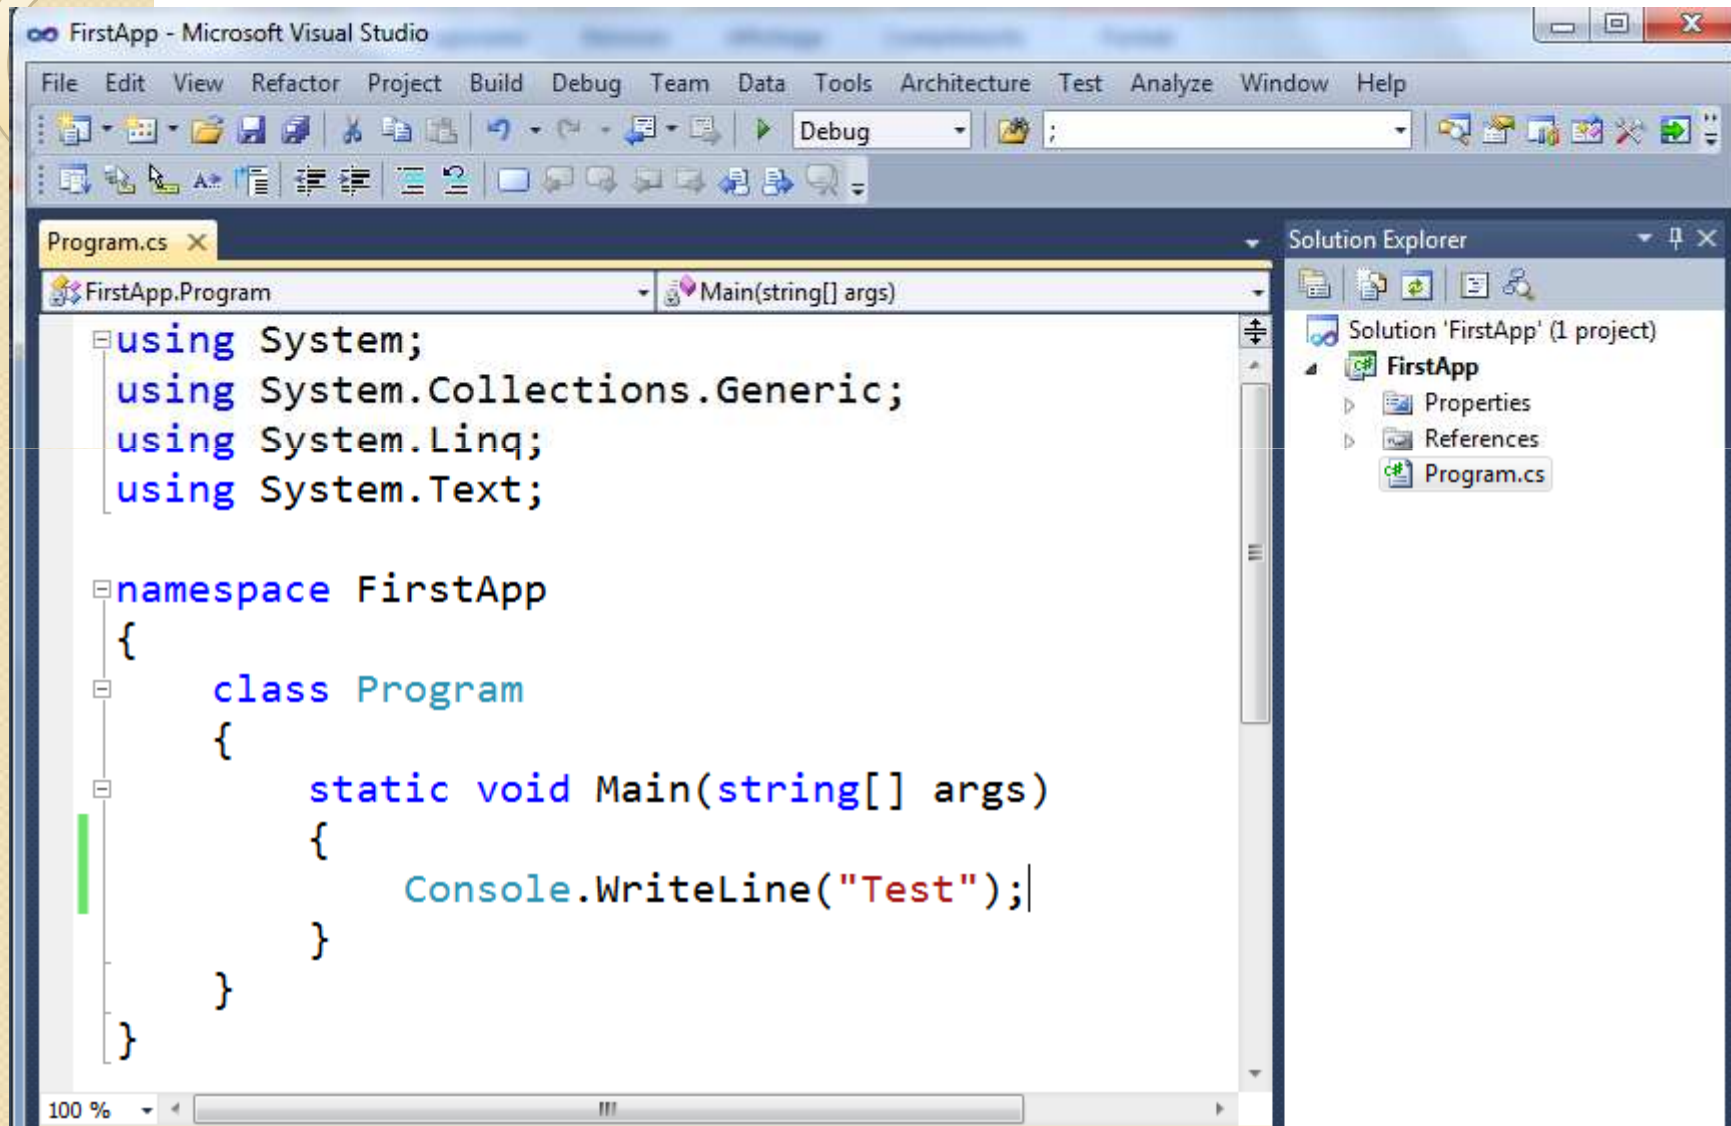 FirstApp - Microsoft Visual Studio
File Edit View Refactor Project Build Debug Team Data Tools Architecture Test Analyze Window Help
Debug ;
Program.cs
FirstApp.Program
Main(string[] args)
using System;
using System.Collections.Generic;
using System.Linq;
using System.Text;
namespace FirstApp
{
class Program
{
static void Main(string[] args)
{
Console.WriteLine("Test");
}
}
}
100 %
Solution Explorer
Solution 'FirstApp' (1 project)
FirstApp
Properties
References
Program.cs